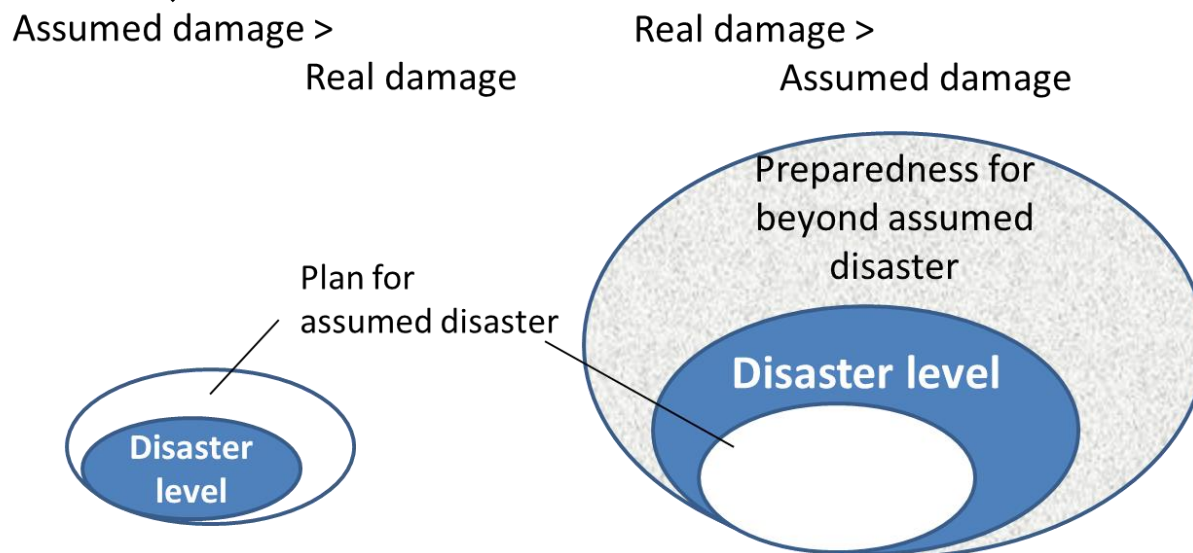 Assumed damage >
Real damage
Real damage >
Assumed damage
Preparedness for
beyond assumed
disaster
Plan for
assumed disaster
Disaster level
Disaster
level